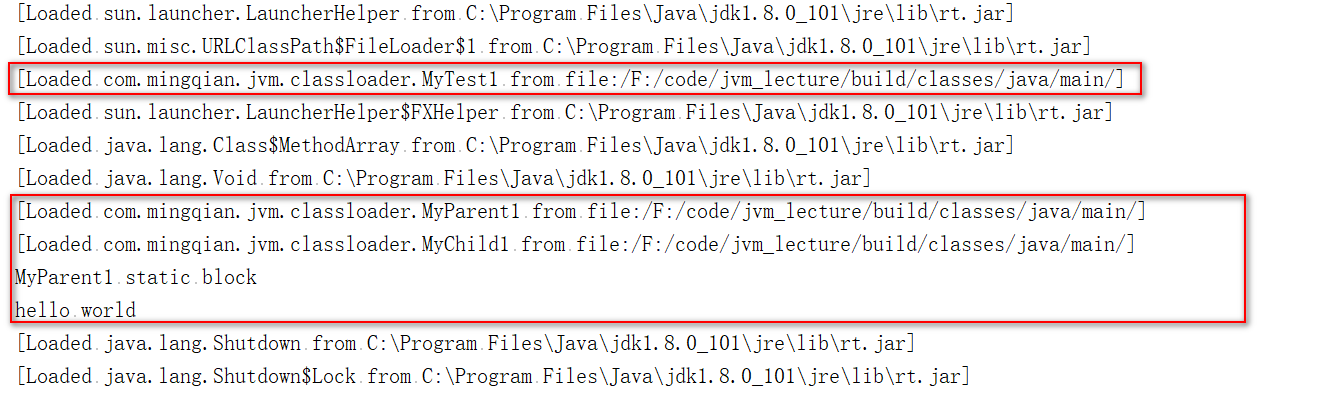 [Loaded sun.launcher.LauncherHelper from C:\Program Files\Java\jdk1.8.0_101\jre\lib\rt.jar]
[Loaded sun.misc.URLClassPath$FileLoader$1 from C:\Program Files\Java\jdk1.8.0_101\jre\lib\rt.jar]
[Loaded com.mingqian.jvm.classloader.MyTest1 from file:/F:/code/jvm_lecture/build/classes/java/main/]
[Loaded sun.launcher.LauncherHelper$FXHelper from C:\Program Files\Java\jdk1.8.0_101\jre\lib\rt.jar]
[Loaded java.lang.Class$MethodArray from C:\Program Files\Java\jdk1.8.0_101\jre\lib\rt.jar]
[Loaded java.lang.Void from C:\Program Files\Java\jdk1.8.0_101\jre\lib\rt.jar]
[Loaded com.mingqian.jvm.classloader.MyParent1 from file:/F:/code/jvm_lecture/build/classes/java/main/]
[Loaded com.mingqian.jvm.classloader.MyChild1 from file:/F:/code/jvm_lecture/build/classes/java/main/]
MyParent1 static block
hello world
[Loaded java.lang.Shutdown from C:\Program Files\Java\jdk1.8.0_101\jre\lib\rt.jar]
[Loaded java.lang.Shutdown$Lock from C:\Program Files\Java\jdk1.8.0_101\jre\lib\rt.jar]